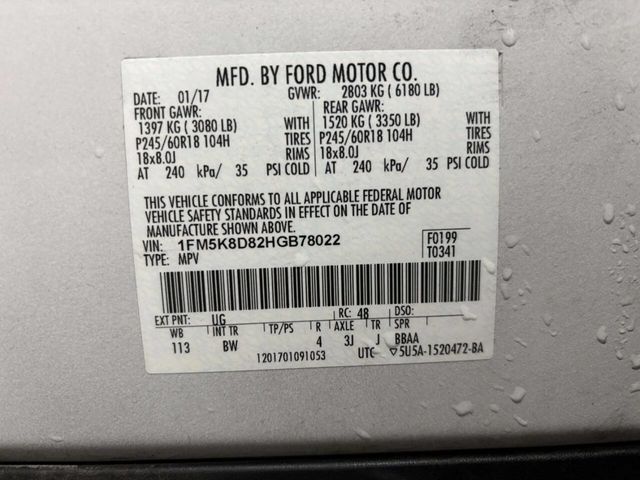 MFD. BY FORD MOTOR CO.
DATE: 01/17 GVWR: 2803 KG ( 6180 LB)
FRONT GAWR: REAR GAWR:
1397 KG ( 3080 LB) WITH 1520 KG ( 3350 LB) WITH
P245/60R18 104H TIRES P245/60R18 104H TIRES
18x8.0J RIMS 18x8.0J RIMS
AT 240 kPa/ 35 PSI COLD AT 240 kPa/ 35 PSI COLD
THIS VEHICLE CONFORMS TO ALL APPLICABLE FEDERAL MOTOR
VEHICLE SAFETY STANDARDS IN EFFECT ON THE DATE OF
MANUFACTURE SHOWN ABOVE.
VIN: 1FM5K8D82HGB78022 F0199
TYPE: MPV T0341
EXT PNT: UG RC: 48 DSO:
WB INT TR TP/PS R AXLE TR SPR
113 BW 4 3J J BBAA
1201701091053 UTC ▽5U5A-1520472-BA